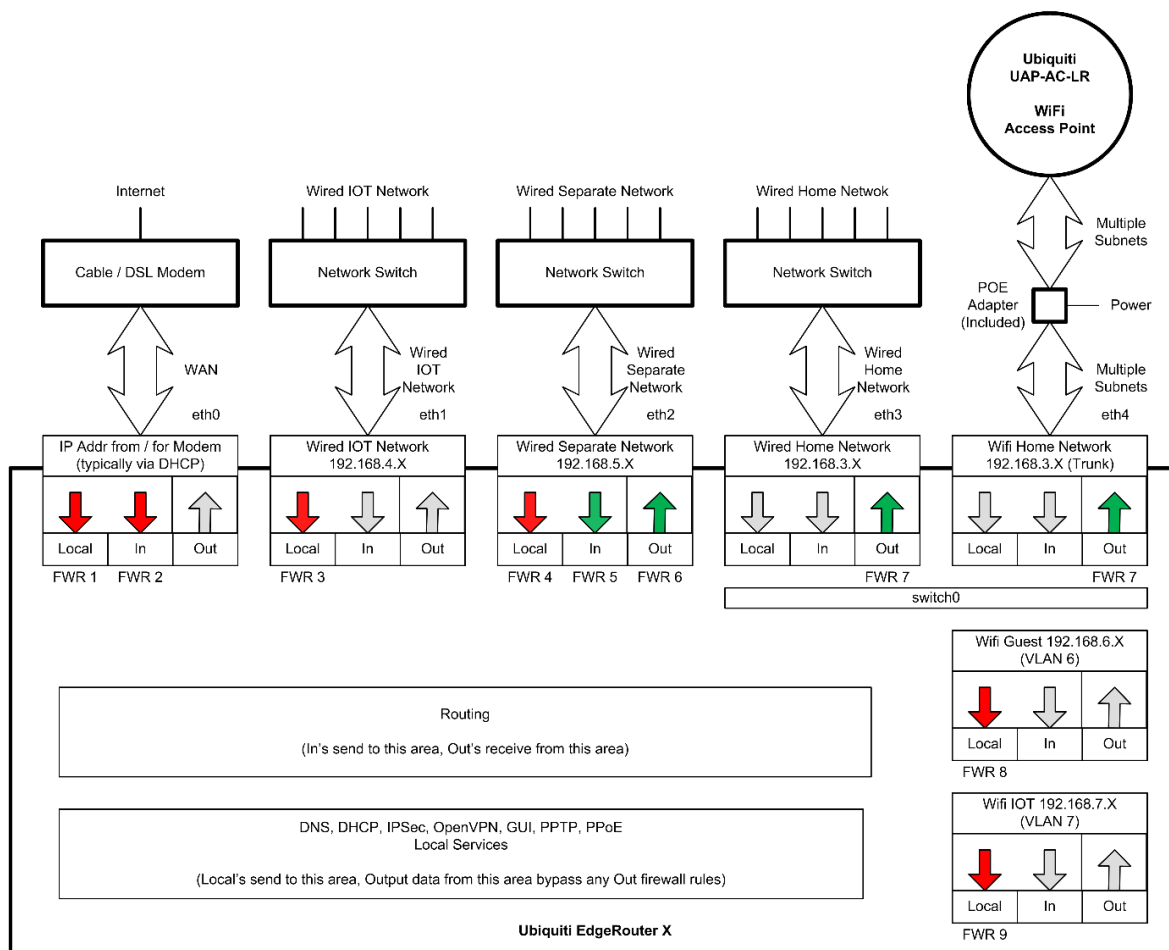 Ubiquiti
UAP-AC-LR
WiFi
Access Point
Internet
Wired IOT Network
Wired Separate Network
Wired Home Netwok
Cable / DSL Modem
Network Switch
Network Switch
Network Switch
Multiple
Subnets
POE
Adapter
(Included)
Power
WAN
Wired
IOT
Network
Wired
Separate
Network
Wired
Home
Network
Multiple
Subnets
eth0
eth1
eth2
eth3
eth4
IP Addr from / for Modem
(typically via DHCP)
Wired IOT Network
192.168.4.X
Wired Separate Network
192.168.5.X
Wired Home Network
192.168.3.X
Wifi Home Network
192.168.3.X (Trunk)
Local In Out
Local In Out
Local In Out
Local In Out
Local In Out
FWR 1 FWR 2
FWR 3
FWR 4 FWR 5 FWR 6
FWR 7
FWR 7
switch0
Wifi Guest 192.168.6.X
(VLAN 6)
Local In Out
FWR 8
Routing
(In's send to this area, Out's receive from this area)
Wifi IOT 192.168.7.X
(VLAN 7)
Local In Out
FWR 9
DNS, DHCP, IPSec, OpenVPN, GUI, PPTP, PPoE
Local Services
(Local's send to this area, Output data from this area bypass any Out firewall rules)
Ubiquiti EdgeRouter X